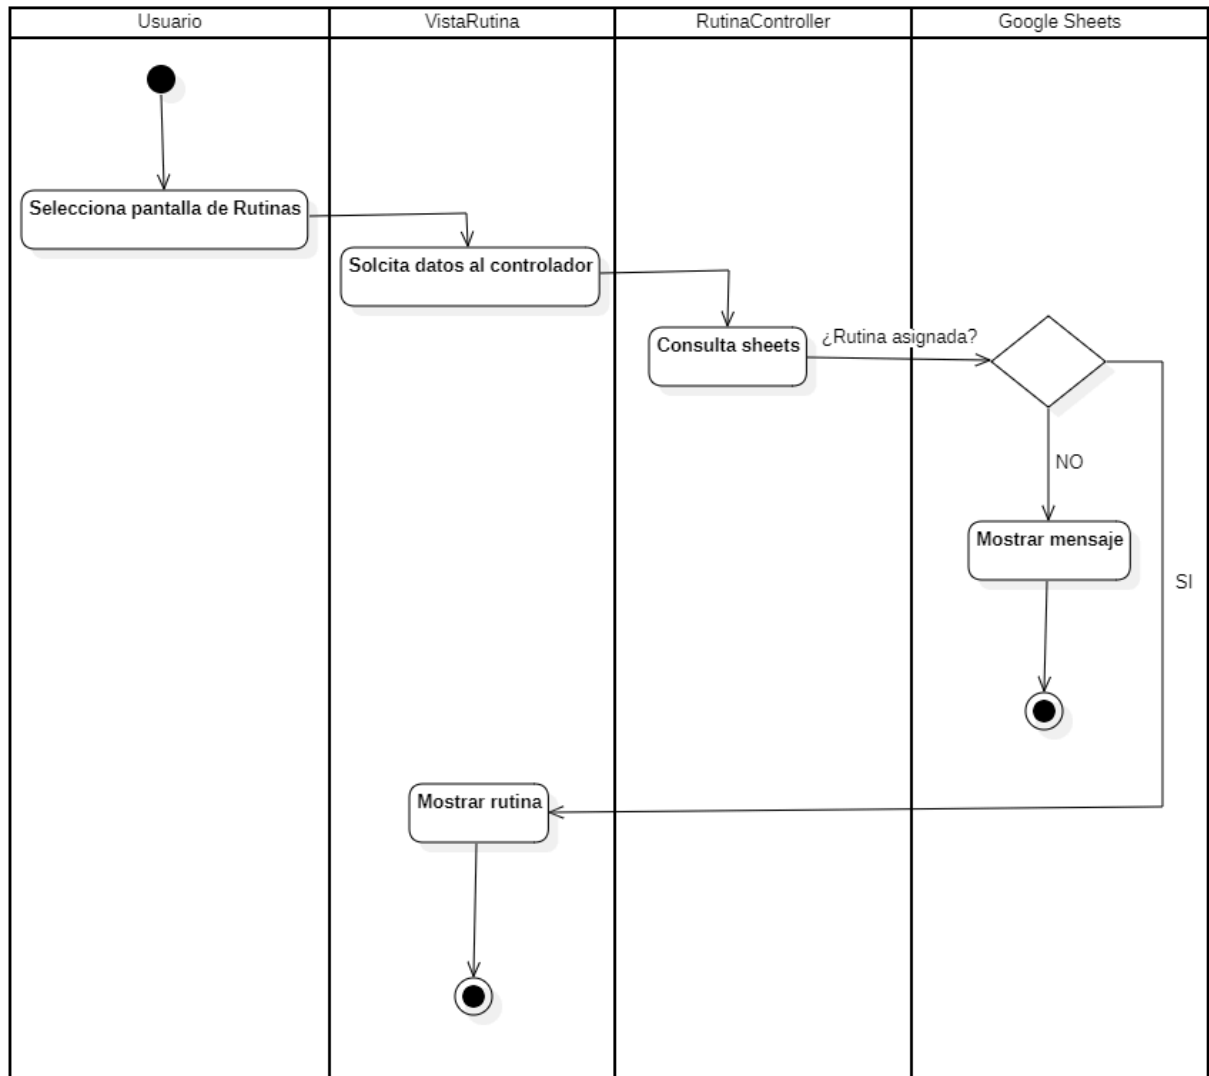 Usuario
VistaRutina
RutinaController
Google Sheets
Selecciona pantalla de Rutinas
Solcita datos al controlador
Consulta sheets
¿Rutina asignada?
NO
Mostrar mensaje
SI
Mostrar rutina